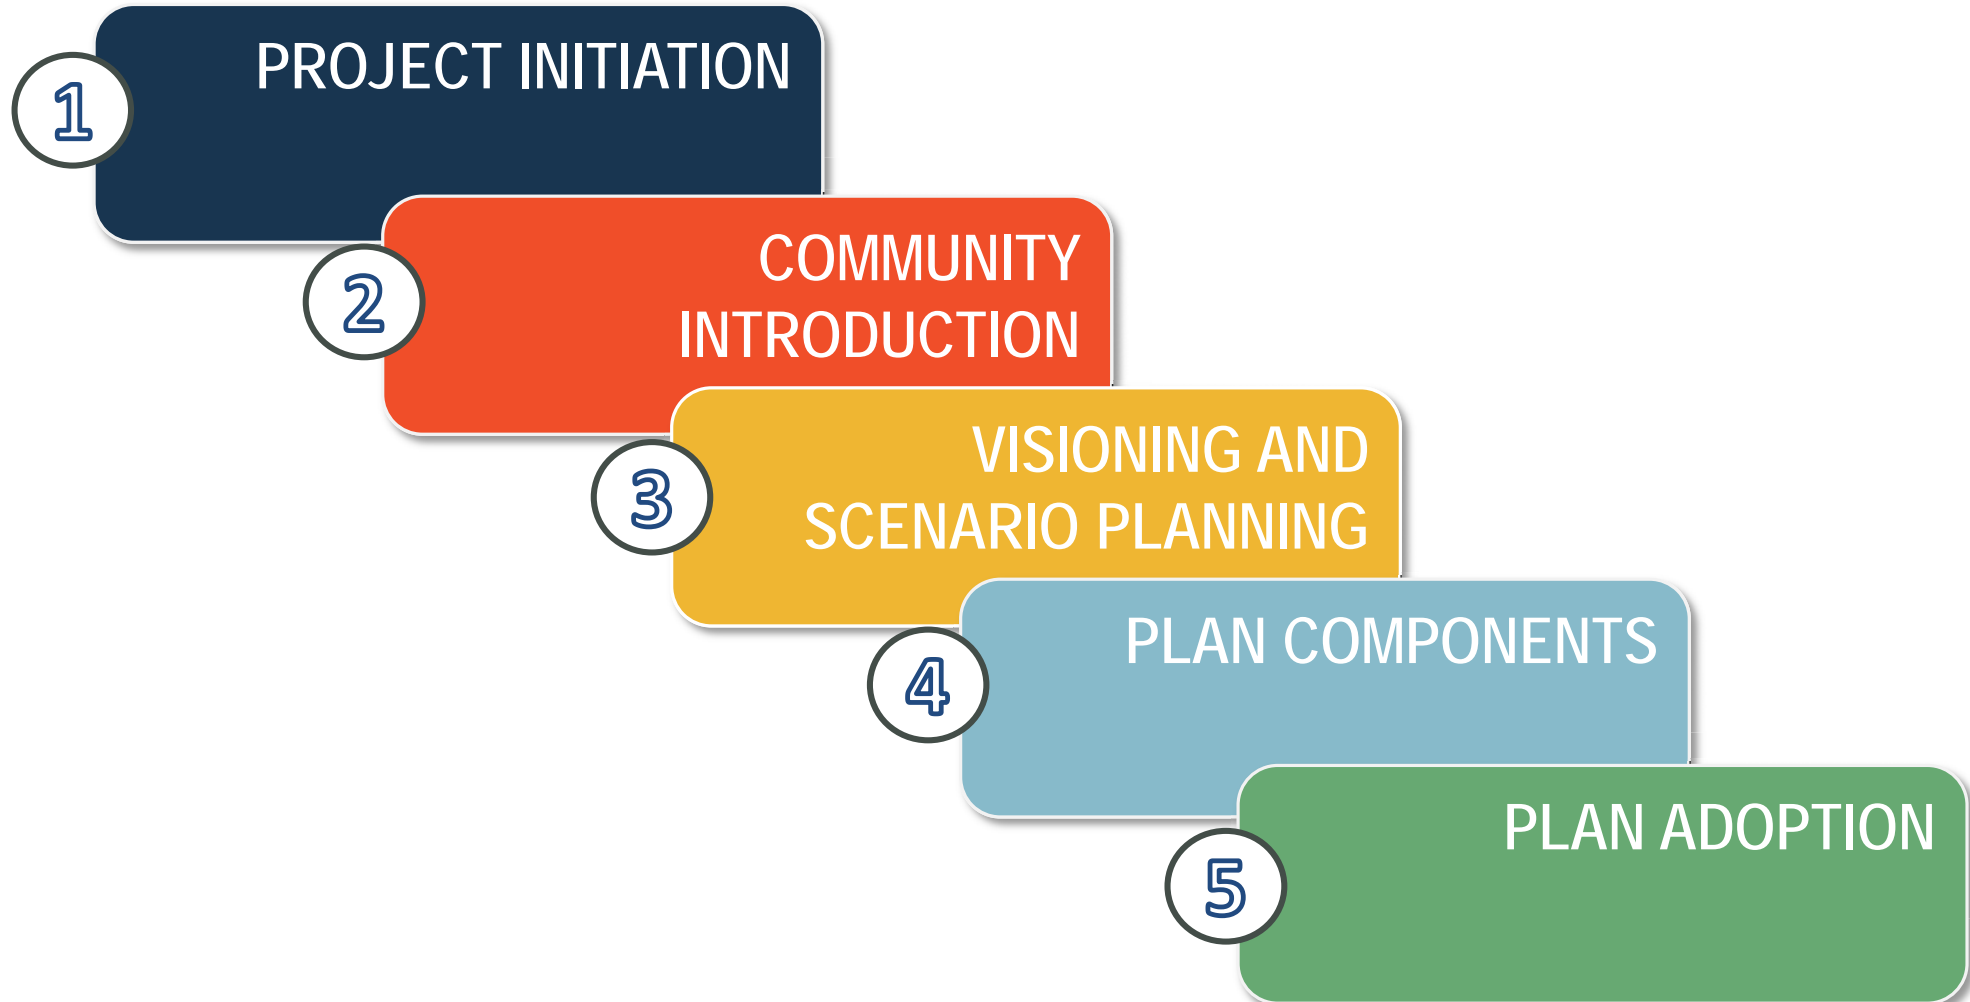 1
PROJECT INITIATION
2
COMMUNITY
INTRODUCTION
3
VISIONING AND
SCENARIO PLANNING
4
PLAN COMPONENTS
5
PLAN ADOPTION